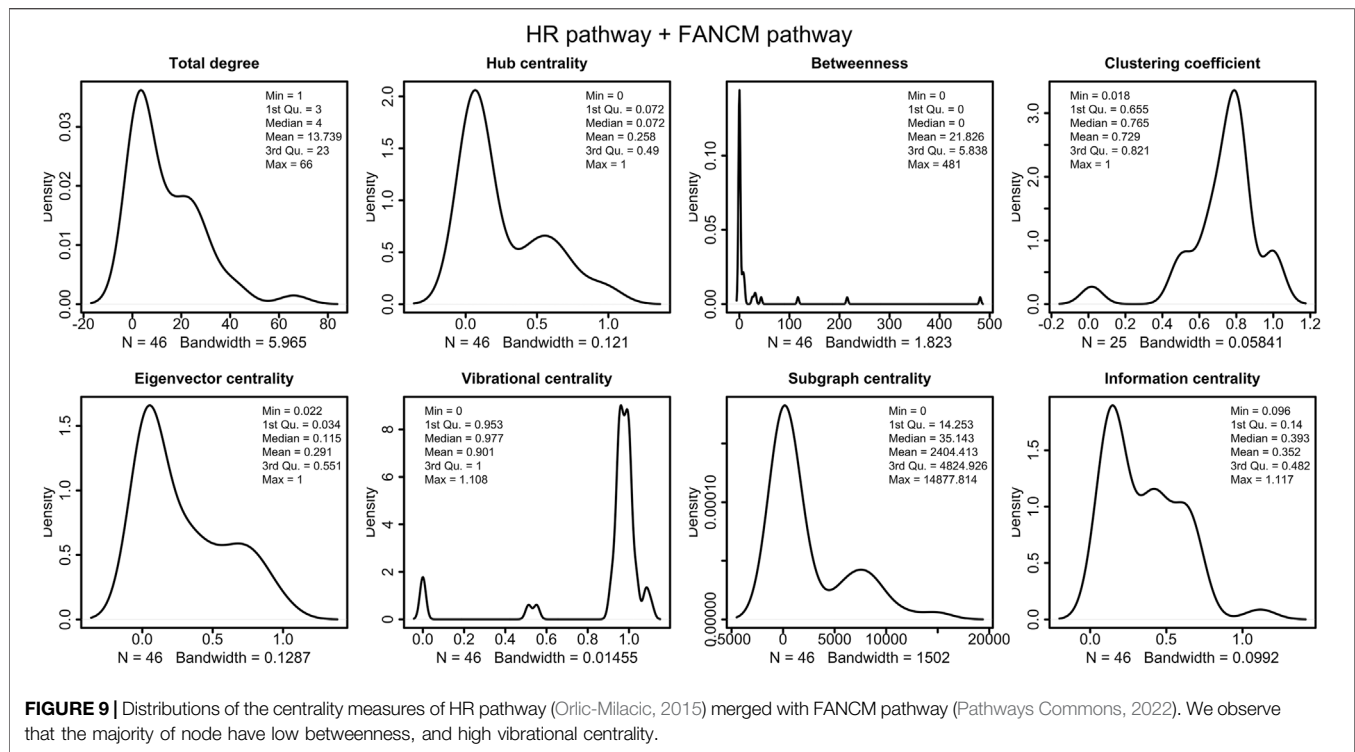 HR pathway + FANCM pathway
Total degree
Min = 1
1st Qu. = 3
Median = 4
Mean = 13.739
3rd Qu. = 23
Max = 66
Density
0.00 0.01 0.02 0.03
-20 0 20 40 60 80
N = 46 Bandwidth = 5.965
Hub centrality
Min = 0
1st Qu. = 0.072
Median = 0.072
Mean = 0.258
3rd Qu. = 0.49
Max = 1
Density
0.0 0.5 1.0 1.5 2.0
0.0 0.5 1.0
N = 46 Bandwidth = 0.121
Betweenness
Min = 0
1st Qu. = 0
Median = 0
Mean = 21.826
3rd Qu. = 5.838
Max = 481
Density
0.00 0.05 0.10
0 100 200 300 400 500
N = 46 Bandwidth = 1.823
Clustering coefficient
Min = 0.018
1st Qu. = 0.655
Median = 0.765
Mean = 0.729
3rd Qu. = 0.821
Max = 1
Density
0.0 1.0 2.0 3.0
-0.2 0.0 0.2 0.4 0.6 0.8 1.0 1.2
N = 25 Bandwidth = 0.05841
Eigenvector centrality
Min = 0.022
1st Qu. = 0.034
Median = 0.115
Mean = 0.291
3rd Qu. = 0.551
Max = 1
Density
0.0 0.5 1.0 1.5
0.0 0.5 1.0
N = 46 Bandwidth = 0.1287
Vibrational centrality
Min = 0
1st Qu. = 0.953
Median = 0.977
Mean = 0.901
3rd Qu. = 1
Max = 1.108
Density
0 2 4 6 8
0.0 0.2 0.4 0.6 0.8 1.0
N = 46 Bandwidth = 0.01455
Subgraph centrality
Min = 0
1st Qu. = 14.253
Median = 35.143
Mean = 2404.413
3rd Qu. = 4824.926
Max = 14877.814
Density
0.00000 0.00010
-5000 0 5000 10000 20000
N = 46 Bandwidth = 1502
Information centrality
Min = 0.096
1st Qu. = 0.14
Median = 0.393
Mean = 0.352
3rd Qu. = 0.482
Max = 1.117
Density
0.0 0.5 1.0 1.5
0.0 0.5 1.0
N = 46 Bandwidth = 0.0992
FIGURE 9 | Distributions of the centrality measures of HR pathway (Orlic-Milacic, 2015) merged with FANCM pathway (Pathways Commons, 2022). We observe
that the majority of node have low betweenness, and high vibrational centrality.